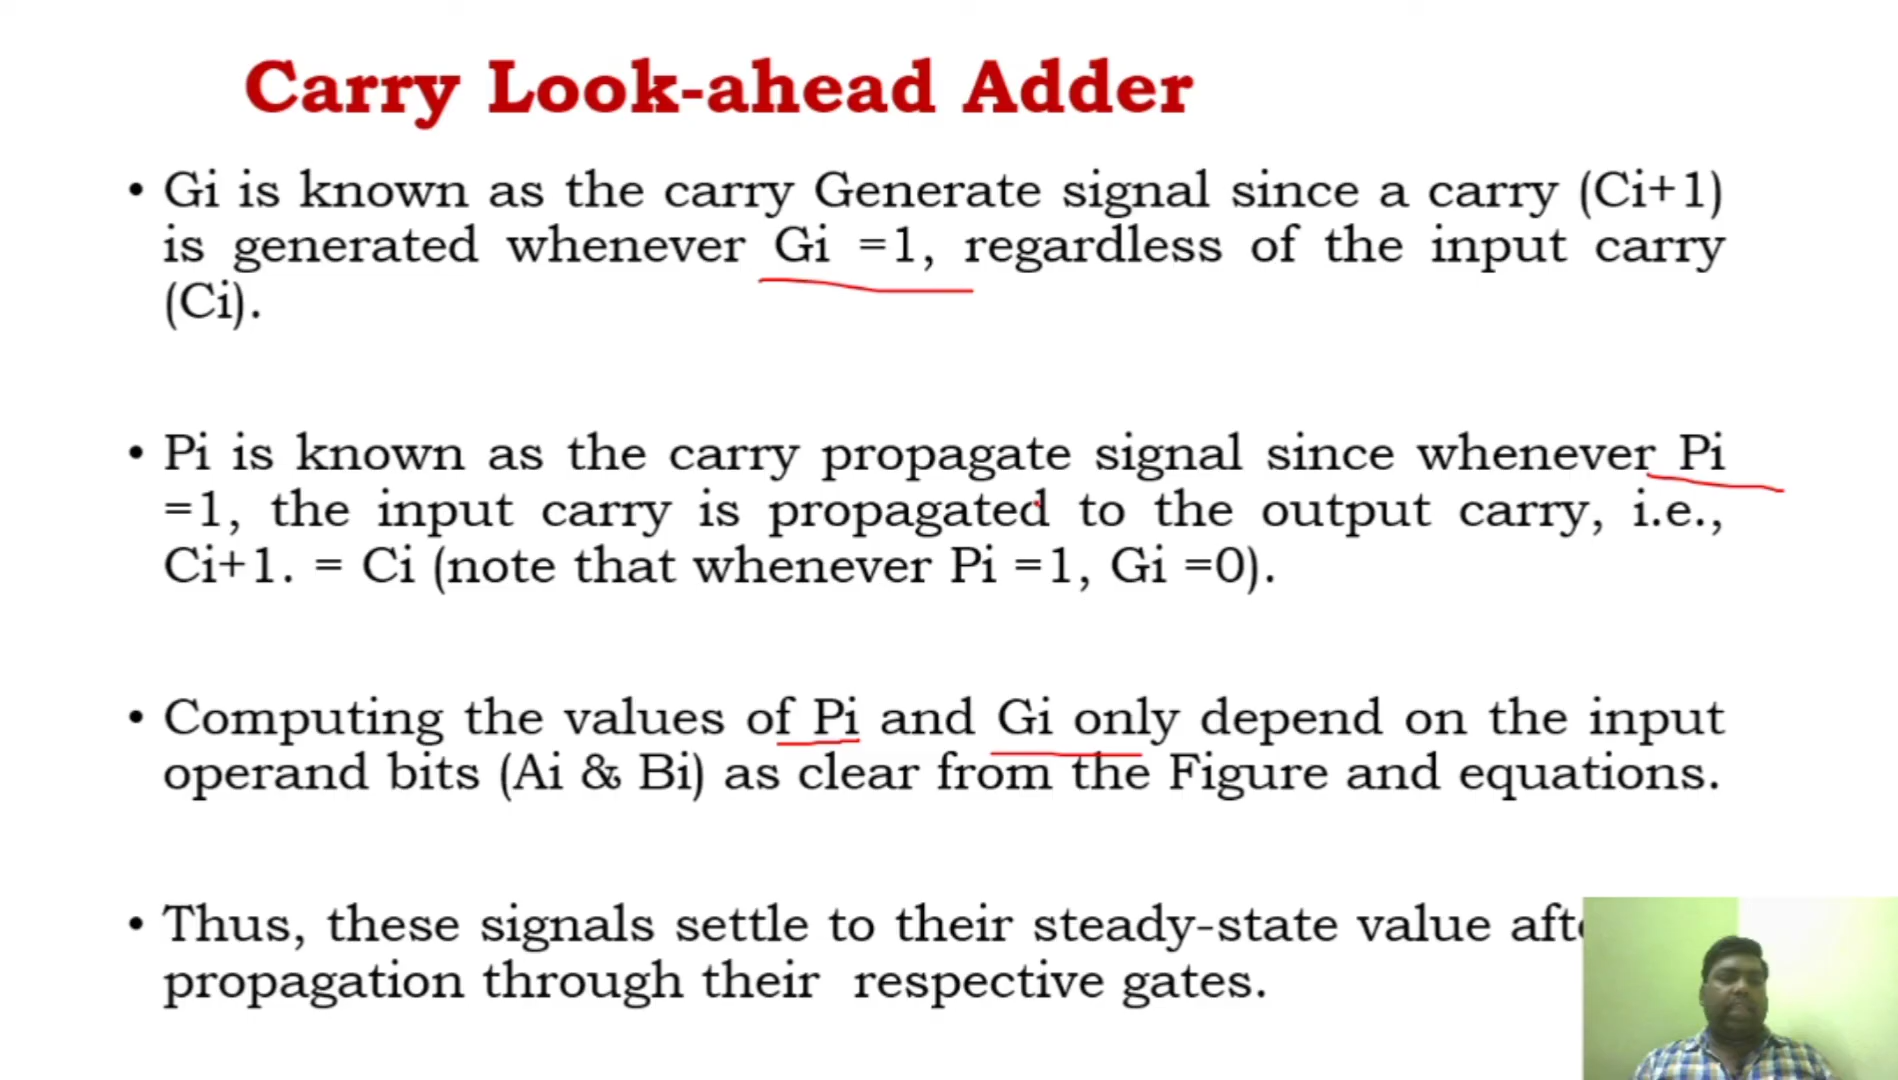 Carry Look-ahead Adder
• Gi is known as the carry Generate signal since a carry (Ci+1)
is generated whenever Gi =1, regardless of the input carry
(Ci).
• Pi is known as the carry propagate signal since whenever Pi
=1, the input carry is propagated to the output carry, i.e.,
Ci+1. = Ci (note that whenever Pi =1, Gi =0).
• Computing the values of Pi and Gi only depend on the input
operand bits (Ai & Bi) as clear from the Figure and equations.
• Thus, these signals settle to their steady-state value
propagation through their respective gates.